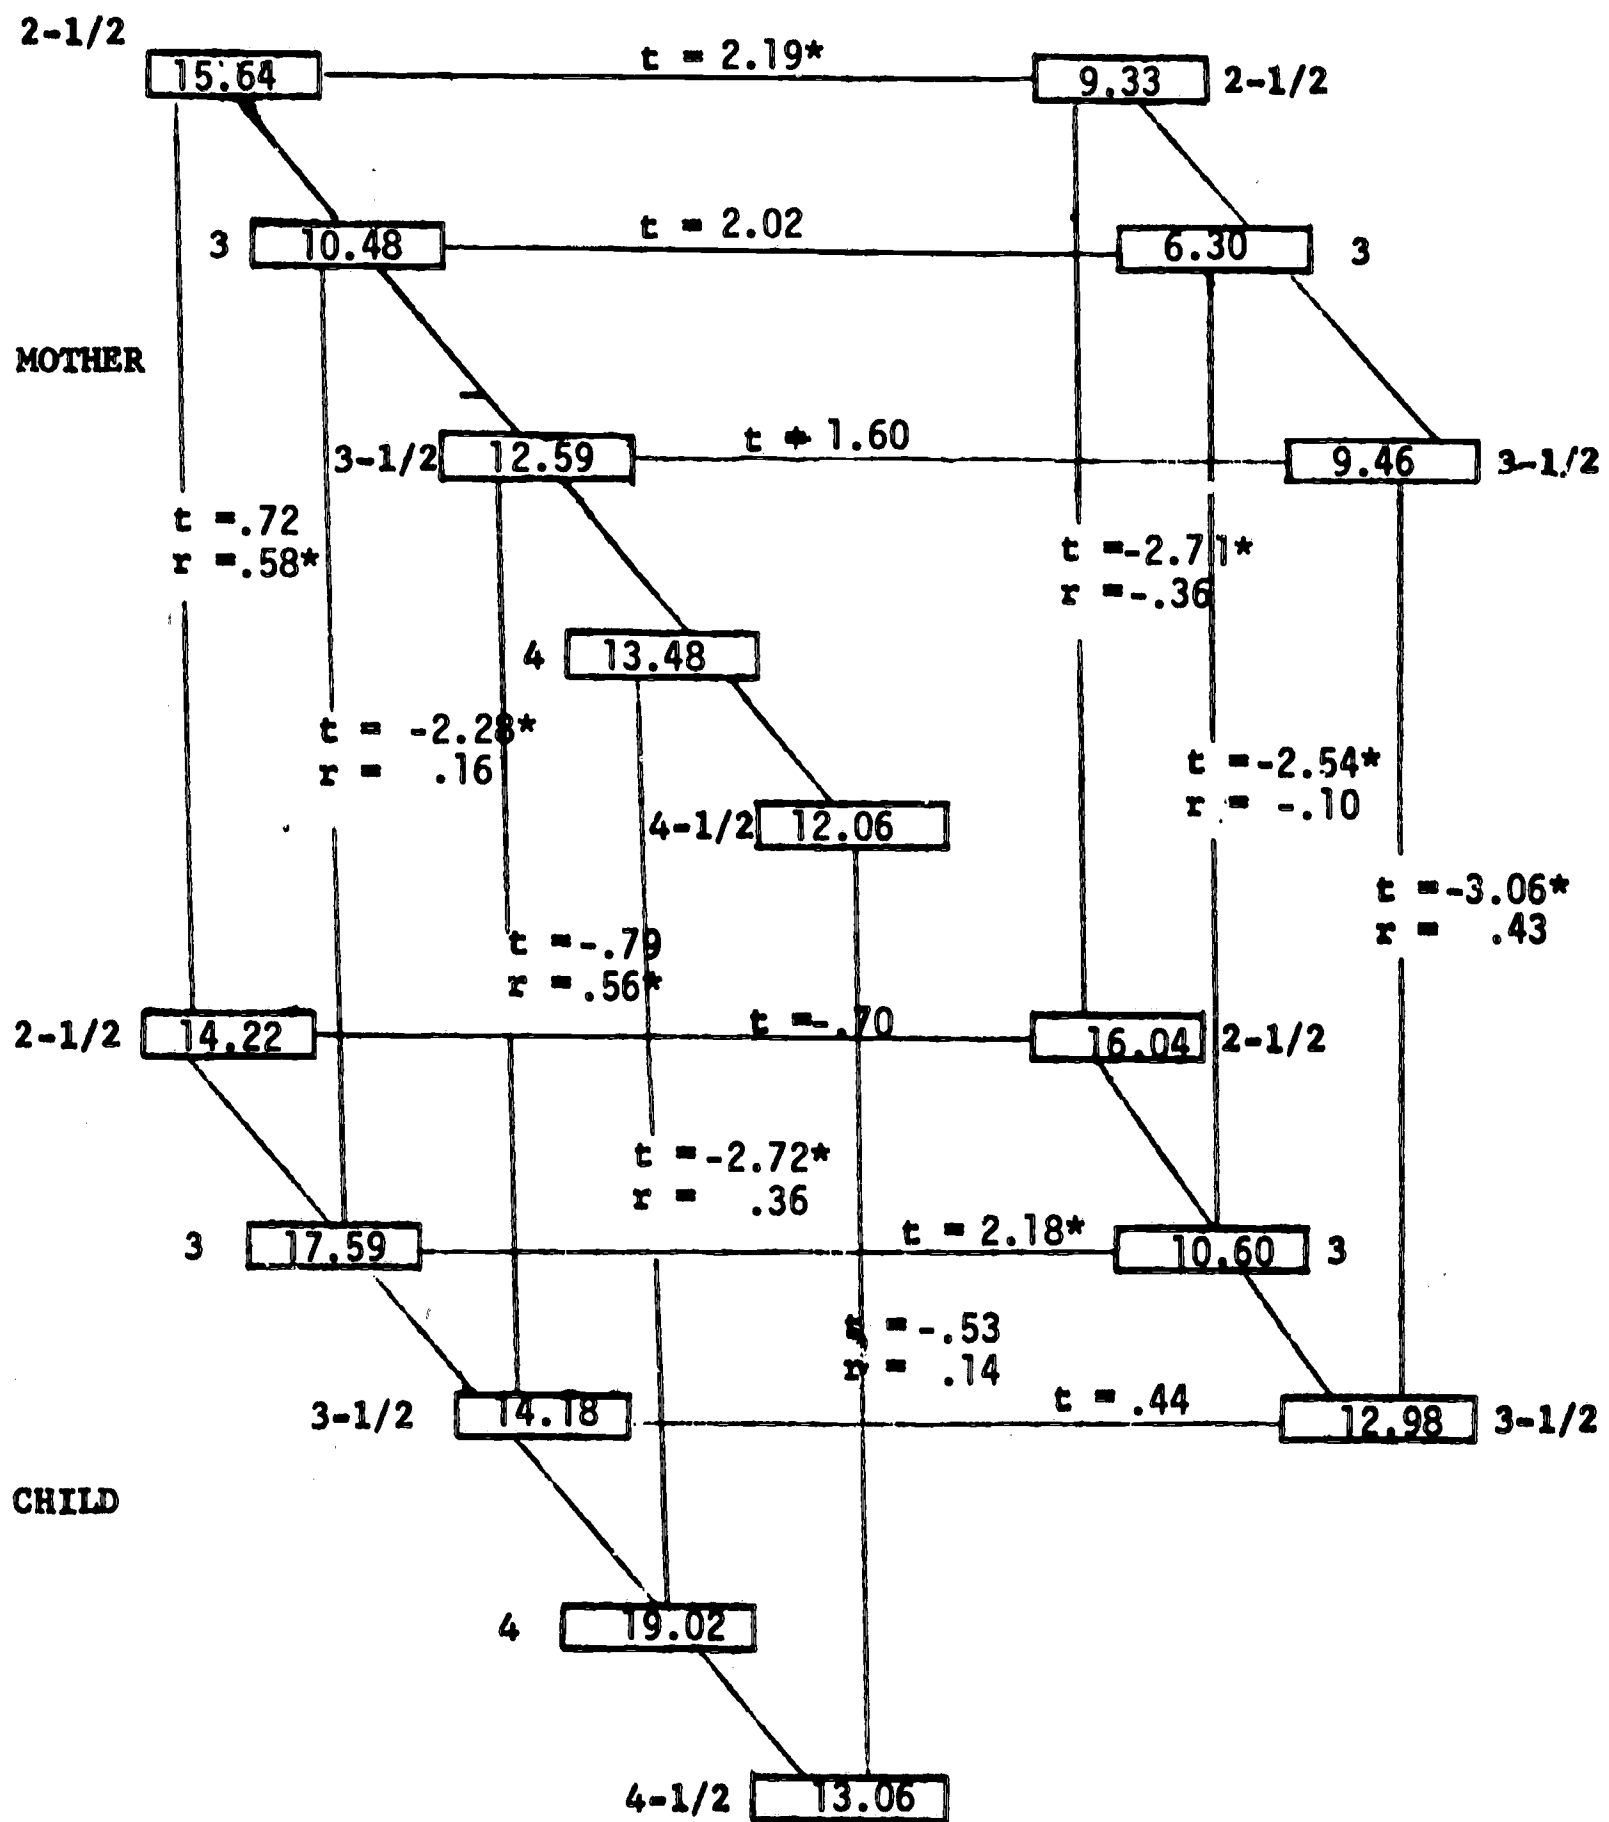 2-1/2
15.64
t = 2.19*
9.33
2-1/2
3
10.48
t = 2.02
6.30
3
MOTHER
3-1/2
12.59
t = 1.60
9.46
3-1/2
t =.72
r =.58*
t =-2.71*
r =-.36
4
13.48
t = -2.28*
r = .16
t =-2.54*
r = -.10
4-1/2
12.06
t =-3.06*
r = .43
t =-.79
r =.56*
2-1/2
14.22
t =-.70
16.04
2-1/2
t =-2.72*
r = .36
3
17.59
t = 2.18*
10.60
3
t =-.53
r = .14
3-1/2
14.18
t = .44
12.98
3-1/2
CHILD
4
19.02
4-1/2
13.06